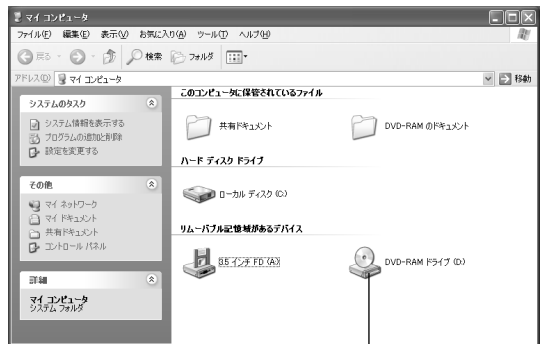 マイ コンピュータ
ファイル(F) 編集(E) 表示(V) お気に入り(A) ツール(T) ヘルプ(H)
戻る 検索 フォルダ
アドレス(D) マイ コンピュータ 移動
システムのタスク
システム情報を表示する
プログラムの追加と削除
設定を変更する
その他
マイ ネットワーク
マイ ドキュメント
共有ドキュメント
コントロール パネル
詳細
マイ コンピュータ
システム フォルダ
このコンピュータに保管されているファイル
共有ドキュメント DVD-RAM のドキュメント
ハード ディスク ドライブ
ローカル ディスク (C:)
リムーバブル記憶域があるデバイス
3.5 インチ FD (A:) DVD-RAM ドライブ (D:)